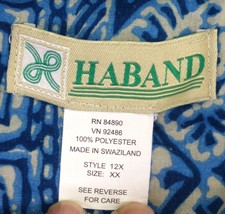 HABAND
RN 84890
VN 92486
100% POLYESTER
MADE IN SWAZILAND
STYLE 12X
SIZE: XX
SEE REVERSE
FOR CARE